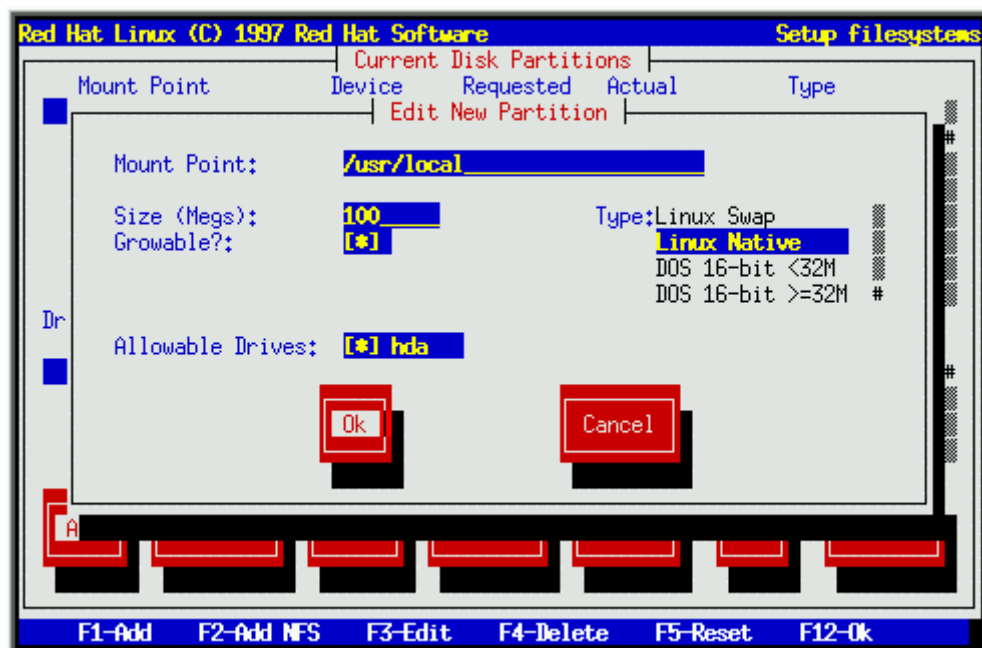 Red Hat Linux (C) 1997 Red Hat Software Setup filesystems
Current Disk Partitions
Mount Point Device Requested Actual Type
Edit New Partition
#
Mount Point: /usr/local
Size (Megs): 100 Type: Linux Swap
Growable?: [*] Linux Native
DOS 16-bit <32M
DOS 16-bit >=32M #
Dr
Allowable Drives: [*] hda
#
Ok Cancel
A
F1-Add F2-Add NFS F3-Edit F4-Delete F5-Reset F12-Ok